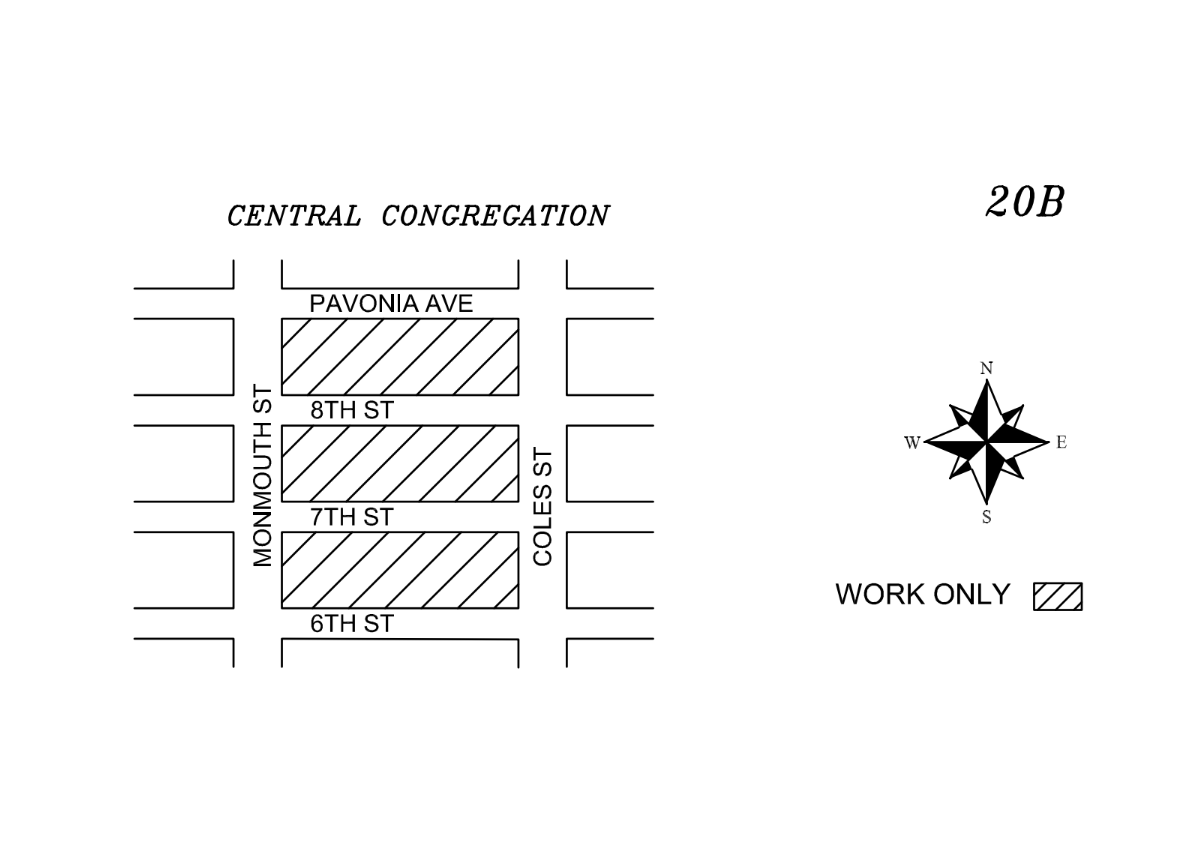 20B
CENTRAL CONGREGATION
PAVONIA AVE
8TH ST
7TH ST
6TH ST
MONMOUTH ST
COLES ST
N
W
E
S
WORK ONLY